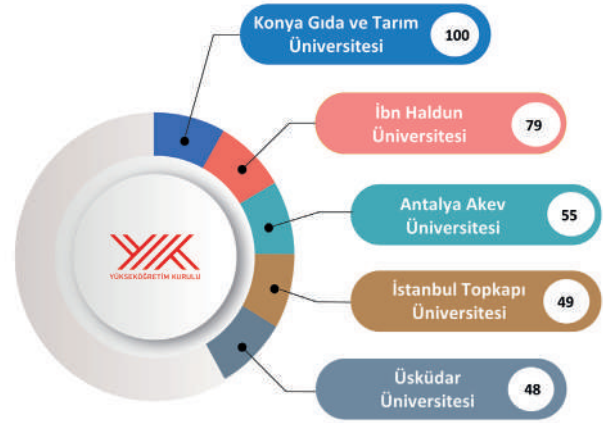 Konya Gıda ve Tarım
Üniversitesi
100
İbn Haldun
Üniversitesi
79
Antalya Akev
Üniversitesi
55
YÜKSEKÖĞRETİM KURULU
İstanbul Topkapı
Üniversitesi
49
Üsküdar
Üniversitesi
48